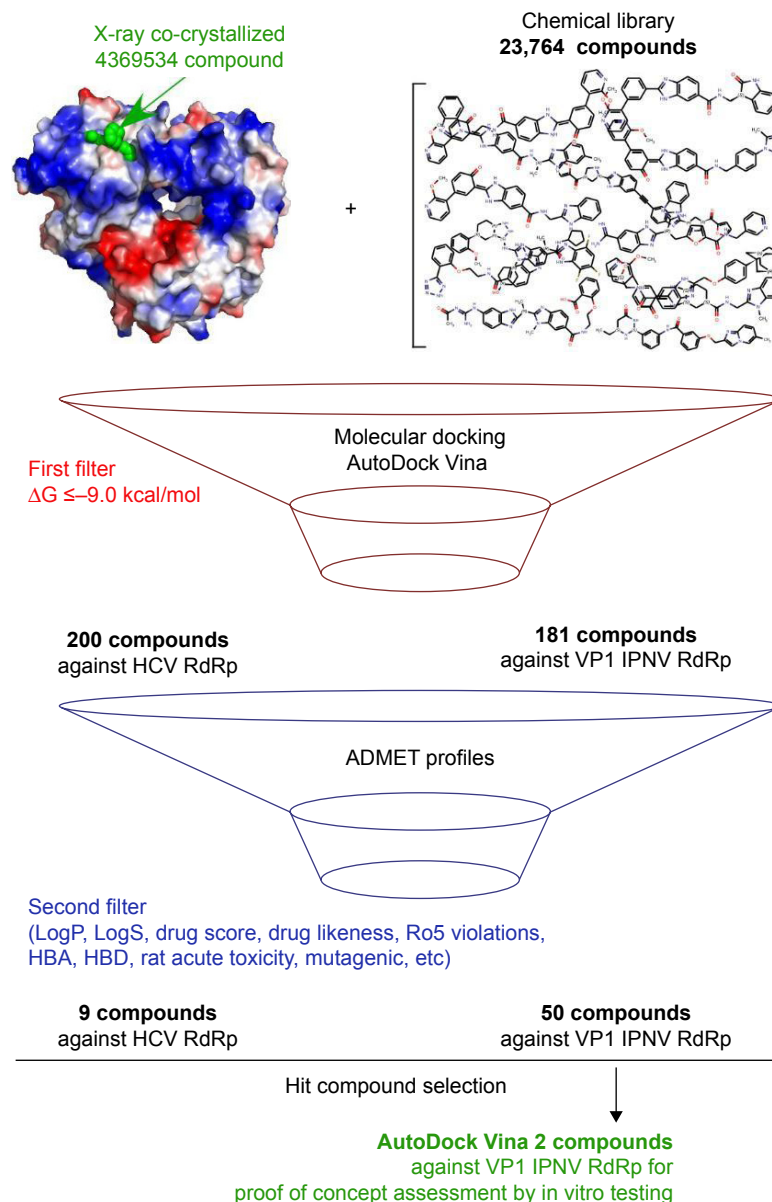 X-ray co-crystallized
4369534 compound
Chemical library
23,764 compounds
+
Molecular docking
AutoDock Vina
First filter
ΔG ≤–9.0 kcal/mol
200 compounds
against HCV RdRp
181 compounds
against VP1 IPNV RdRp
ADMET profiles
Second filter
(LogP, LogS, drug score, drug likeness, Ro5 violations,
HBA, HBD, rat acute toxicity, mutagenic, etc)
9 compounds
against HCV RdRp
50 compounds
against VP1 IPNV RdRp
Hit compound selection
AutoDock Vina 2 compounds
against VP1 IPNV RdRp for
proof of concept assessment by in vitro testing